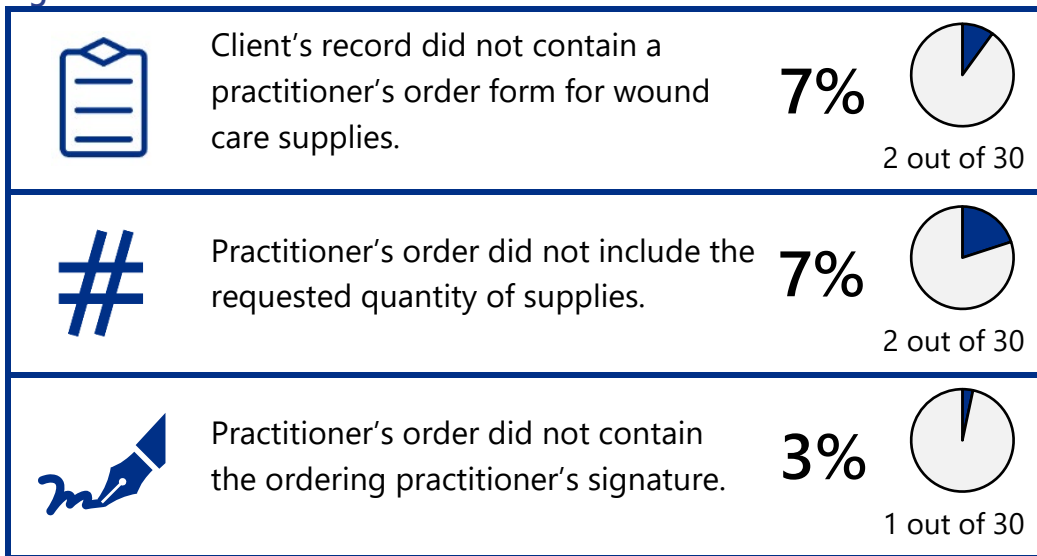 Client’s record did not contain a
practitioner’s order form for wound
care supplies.
7%
2 out of 30
#
Practitioner’s order did not include the
requested quantity of supplies.
7%
2 out of 30
Practitioner’s order did not contain
the ordering practitioner’s signature.
3%
1 out of 30